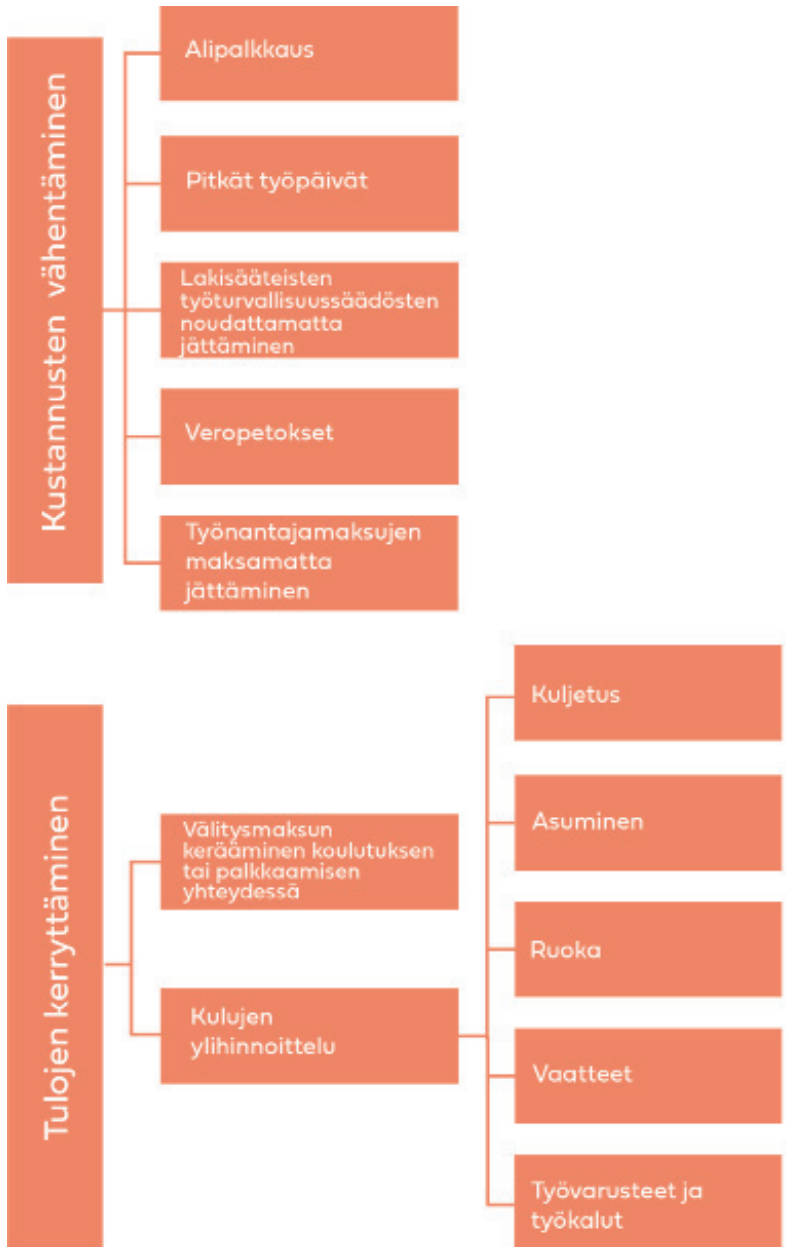 Kustannusten vähentäminen
Alipalkkaus
Pitkät työpäivät
Lakisääteisten
työturvallisuussäädösten
noudattamatta
jättäminen
Veropetokset
Työnantajamaksujen
maksamatta
jättäminen
Tulojen kerryttäminen
Välitysmaksun
kerääminen koulutuksen
tai palkkaamisen
yhteydessä
Kulujen
ylihinnoittelu
Kuljetus
Asuminen
Ruoka
Vaatteet
Työvarusteet ja
työkalut